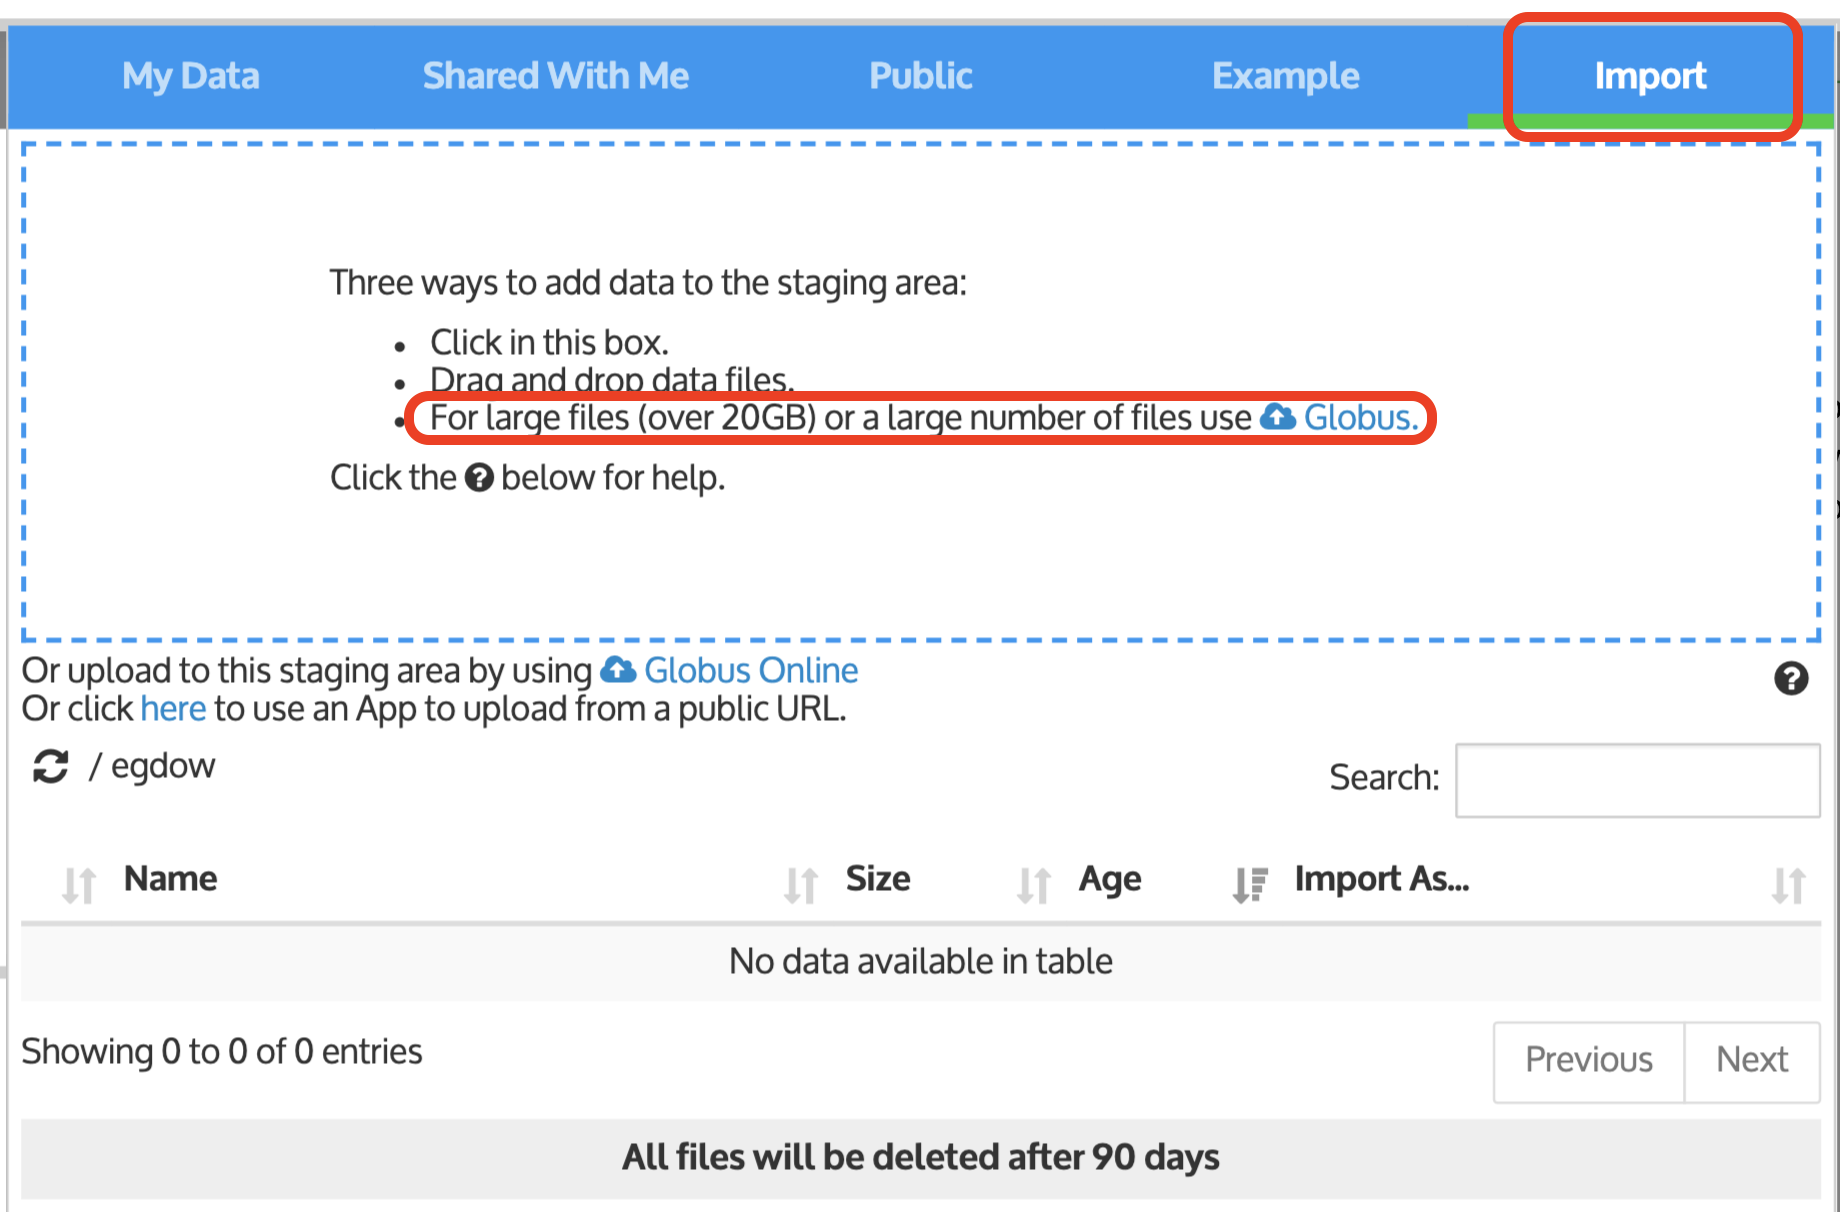 My Data Shared With Me Public Example Import
Three ways to add data to the staging area:
Click in this box.
Drag and drop data files.
For large files (over 20GB) or a large number of files use Globus.
Click the ? below for help.
Or upload to this staging area by using Globus Online ?
Or click here to use an App to upload from a public URL.
/ egdow Search:
Name Size Age Import As...
No data available in table
Showing 0 to 0 of 0 entries Previous Next
All files will be deleted after 90 days